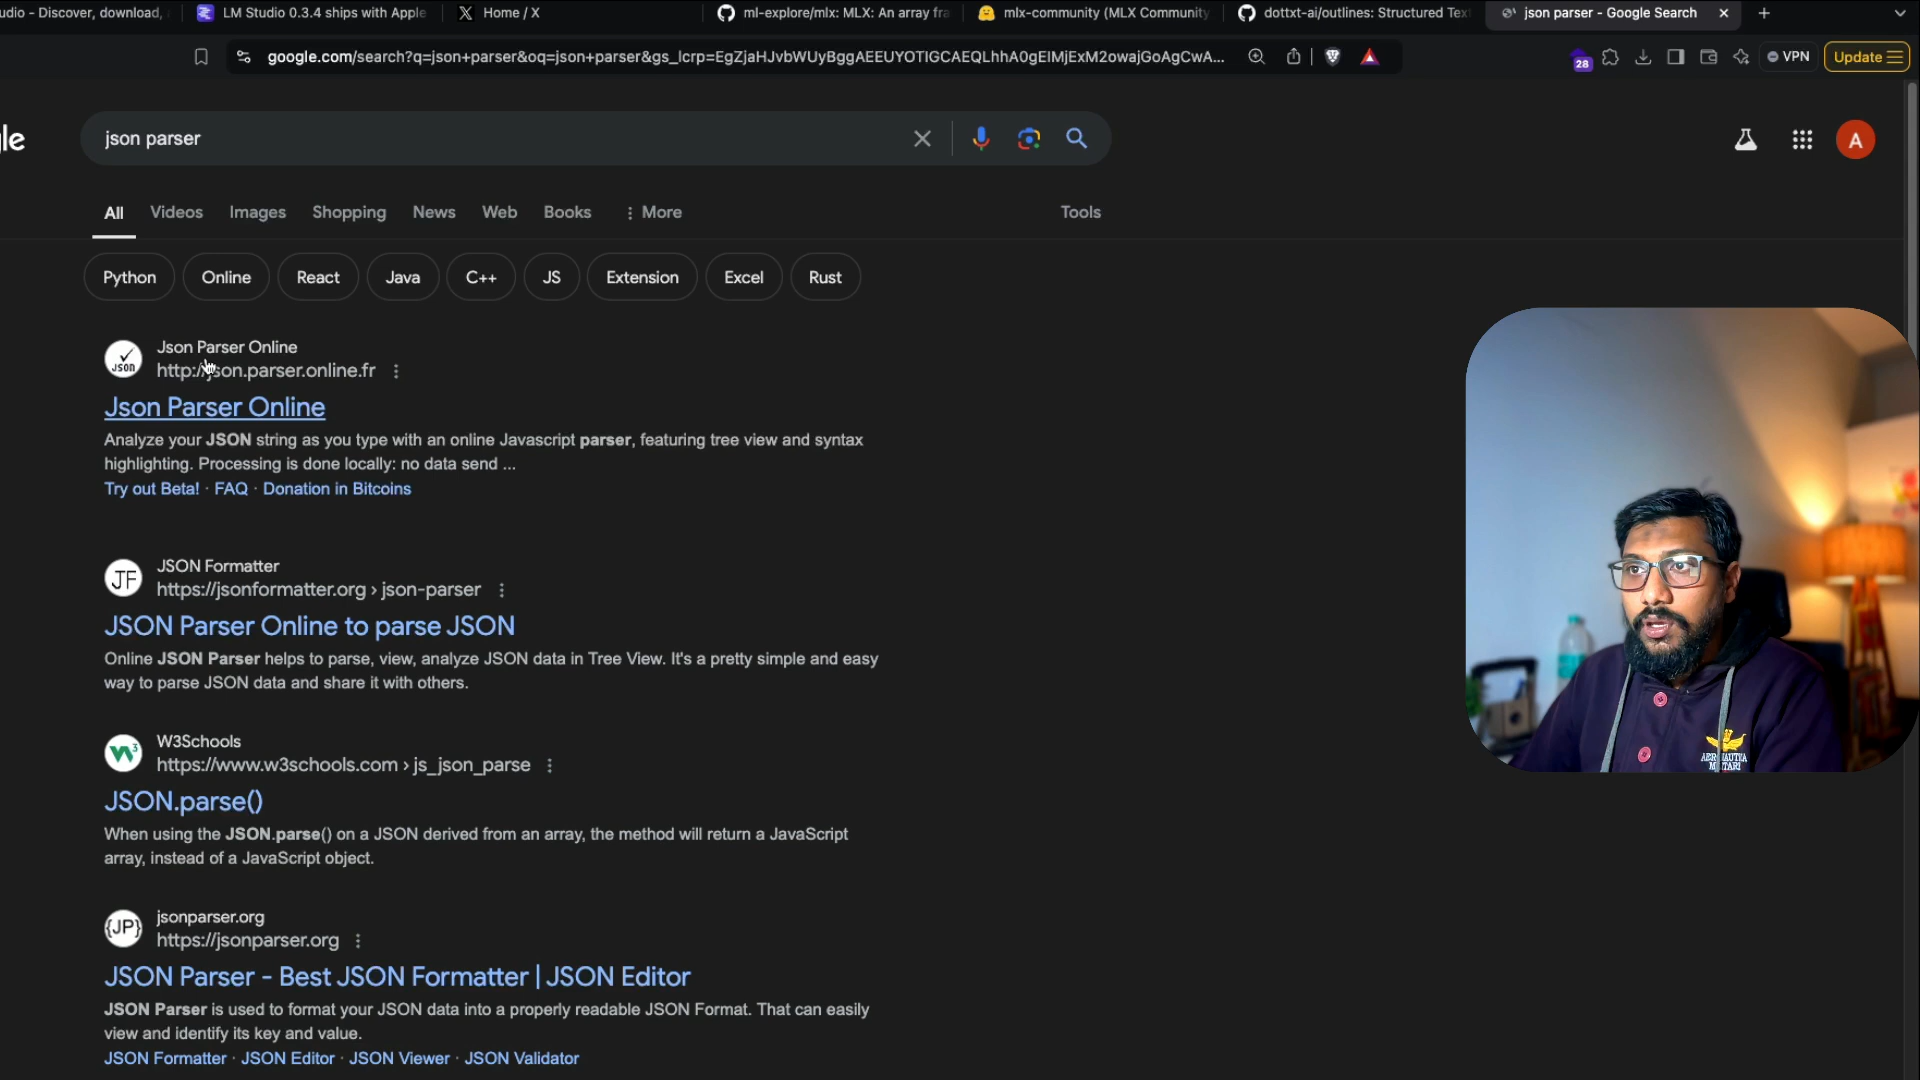 udio - Discover, download,
LM Studio 0.3.4 ships with Apple
Home / X
ml-explore/mlx: MLX: An array fra
mlx-community (MLX Community
dottxt-ai/outlines: Structured Tex
json parser - Google Search
google.com/search?q=json+parser&oq=json+parser&gs_lcrp=EgZjaHJvbWUyBggAEEUYOTIGCAEQLhhA0gEIMjExM2owajGoAgCwA...
28
VPN
Update
le
json parser
A
All
Videos
Images
Shopping
News
Web
Books
More
Tools
Python
Online
React
Java
C++
JS
Extension
Excel
Rust
JSON
Json Parser Online
http://json.parser.online.fr
Json Parser Online
Analyze your JSON string as you type with an online Javascript parser, featuring tree view and syntax
highlighting. Processing is done locally: no data send ...
Try out Beta! · FAQ · Donation in Bitcoins
JF
JSON Formatter
https://jsonformatter.org › json-parser
JSON Parser Online to parse JSON
Online JSON Parser helps to parse, view, analyze JSON data in Tree View. It's a pretty simple and easy
way to parse JSON data and share it with others.
W3
W3Schools
https://www.w3schools.com › js_json_parse
JSON.parse()
When using the JSON.parse() on a JSON derived from an array, the method will return a JavaScript
array, instead of a JavaScript object.
{JP}
jsonparser.org
https://jsonparser.org
JSON Parser - Best JSON Formatter | JSON Editor
JSON Parser is used to format your JSON data into a properly readable JSON Format. That can easily
view and identify its key and value.
JSON Formatter · JSON Editor · JSON Viewer · JSON Validator